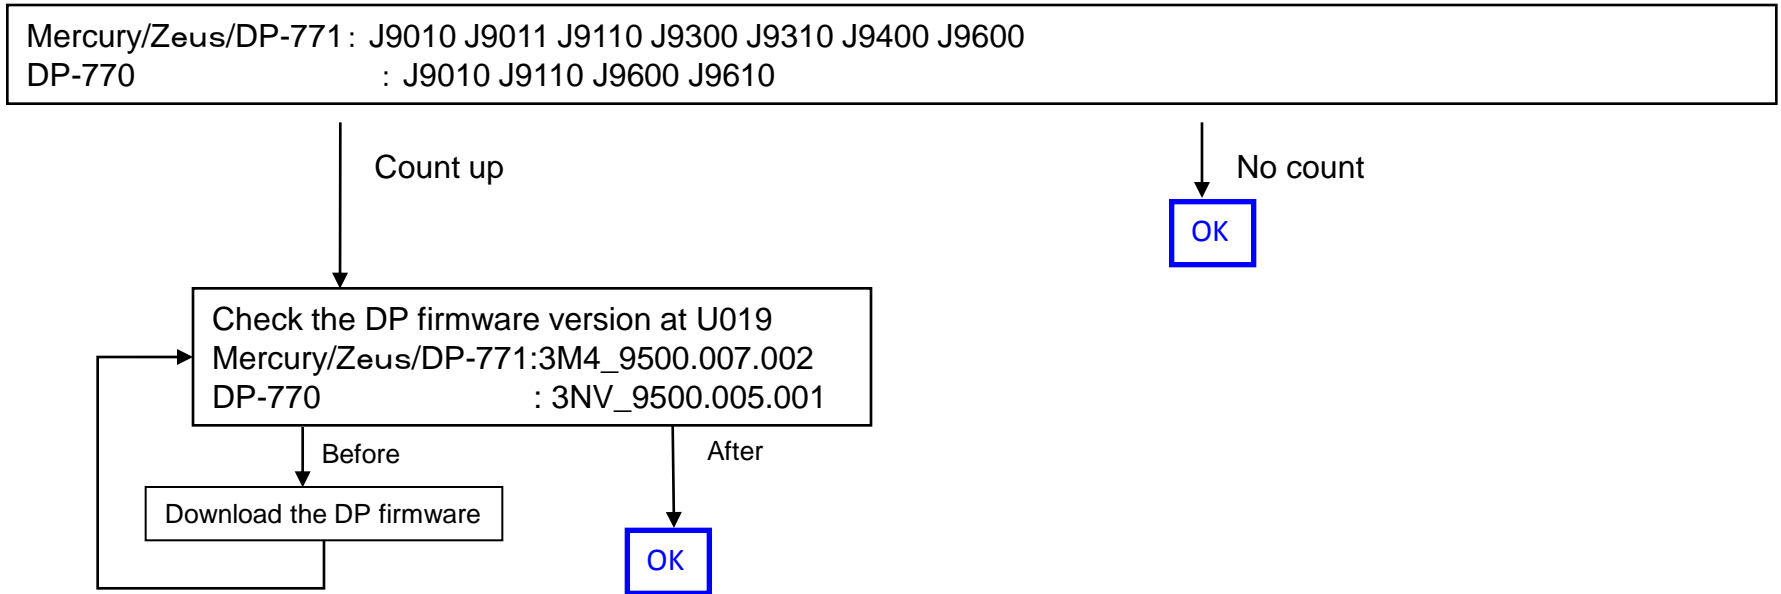 Mercury/Zeus/DP-771: J9010 J9011 J9110 J9300 J9310 J9400 J9600
DP-770 : J9010 J9110 J9600 J9610
Count up
No count
OK
Check the DP firmware version at U019
Mercury/Zeus/DP-771:3M4_9500.007.002
DP-770 : 3NV_9500.005.001
Before
After
Download the DP firmware
OK